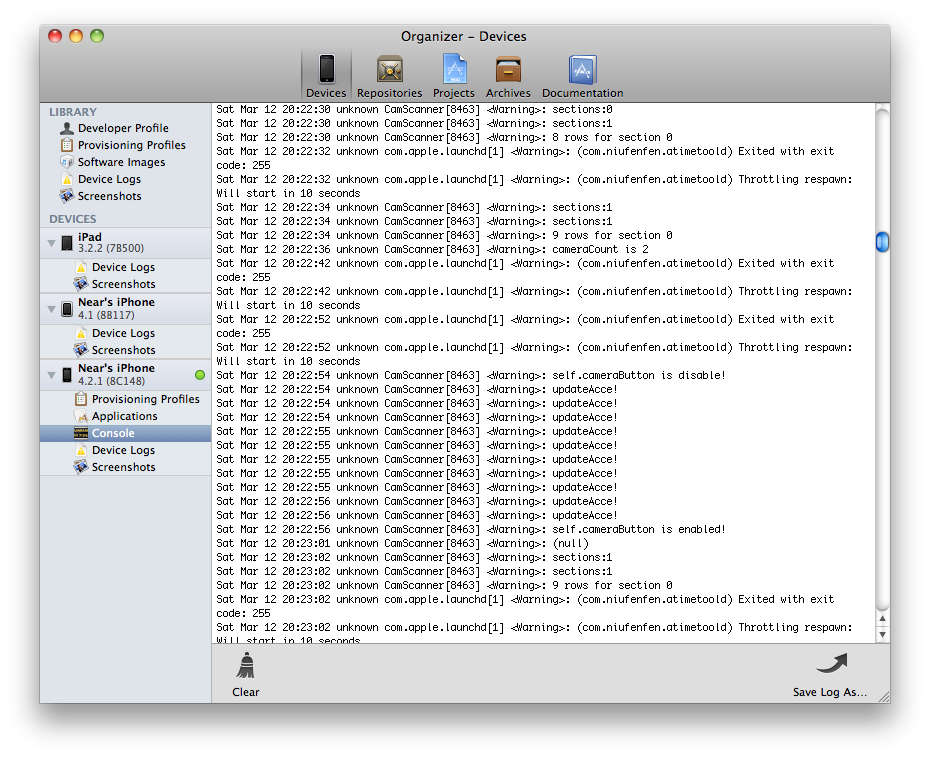 Organizer – Devices
Devices Repositories Projects Archives Documentation
LIBRARY
Developer Profile
Provisioning Profiles
Software Images
Device Logs
Screenshots
DEVICES
iPad
3.2.2 (7B500)
Device Logs
Screenshots
Near's iPhone
4.1 (8B117)
Device Logs
Screenshots
Near's iPhone
4.2.1 (8C148)
Provisioning Profiles
Applications
Console
Device Logs
Screenshots
Sat Mar 12 20:22:30 unknown CamScanner[8463] <Warning>: sections:0
Sat Mar 12 20:22:30 unknown CamScanner[8463] <Warning>: sections:1
Sat Mar 12 20:22:30 unknown CamScanner[8463] <Warning>: 8 rows for section 0
Sat Mar 12 20:22:32 unknown com.apple.launchd[1] <Warning>: (com.niufenfen.atimetoold) Exited with exit
code: 255
Sat Mar 12 20:22:32 unknown com.apple.launchd[1] <Warning>: (com.niufenfen.atimetoold) Throttling respawn:
Will start in 10 seconds
Sat Mar 12 20:22:34 unknown CamScanner[8463] <Warning>: sections:1
Sat Mar 12 20:22:34 unknown CamScanner[8463] <Warning>: sections:1
Sat Mar 12 20:22:34 unknown CamScanner[8463] <Warning>: 9 rows for section 0
Sat Mar 12 20:22:36 unknown CamScanner[8463] <Warning>: cameraCount is 2
Sat Mar 12 20:22:42 unknown com.apple.launchd[1] <Warning>: (com.niufenfen.atimetoold) Exited with exit
code: 255
Sat Mar 12 20:22:42 unknown com.apple.launchd[1] <Warning>: (com.niufenfen.atimetoold) Throttling respawn:
Will start in 10 seconds
Sat Mar 12 20:22:52 unknown com.apple.launchd[1] <Warning>: (com.niufenfen.atimetoold) Exited with exit
code: 255
Sat Mar 12 20:22:52 unknown com.apple.launchd[1] <Warning>: (com.niufenfen.atimetoold) Throttling respawn:
Will start in 10 seconds
Sat Mar 12 20:22:54 unknown CamScanner[8463] <Warning>: self.cameraButton is disable!
Sat Mar 12 20:22:54 unknown CamScanner[8463] <Warning>: updateAcce!
Sat Mar 12 20:22:54 unknown CamScanner[8463] <Warning>: updateAcce!
Sat Mar 12 20:22:54 unknown CamScanner[8463] <Warning>: updateAcce!
Sat Mar 12 20:22:55 unknown CamScanner[8463] <Warning>: updateAcce!
Sat Mar 12 20:22:55 unknown CamScanner[8463] <Warning>: updateAcce!
Sat Mar 12 20:22:55 unknown CamScanner[8463] <Warning>: updateAcce!
Sat Mar 12 20:22:55 unknown CamScanner[8463] <Warning>: updateAcce!
Sat Mar 12 20:22:55 unknown CamScanner[8463] <Warning>: updateAcce!
Sat Mar 12 20:22:56 unknown CamScanner[8463] <Warning>: updateAcce!
Sat Mar 12 20:22:56 unknown CamScanner[8463] <Warning>: updateAcce!
Sat Mar 12 20:22:56 unknown CamScanner[8463] <Warning>: self.cameraButton is enabled!
Sat Mar 12 20:23:01 unknown CamScanner[8463] <Warning>: (null)
Sat Mar 12 20:23:02 unknown CamScanner[8463] <Warning>: sections:1
Sat Mar 12 20:23:02 unknown CamScanner[8463] <Warning>: sections:1
Sat Mar 12 20:23:02 unknown CamScanner[8463] <Warning>: 9 rows for section 0
Sat Mar 12 20:23:02 unknown com.apple.launchd[1] <Warning>: (com.niufenfen.atimetoold) Exited with exit
code: 255
Sat Mar 12 20:23:02 unknown com.apple.launchd[1] <Warning>: (com.niufenfen.atimetoold) Throttling respawn:
Will start in 10 seconds
Clear
Save Log As...